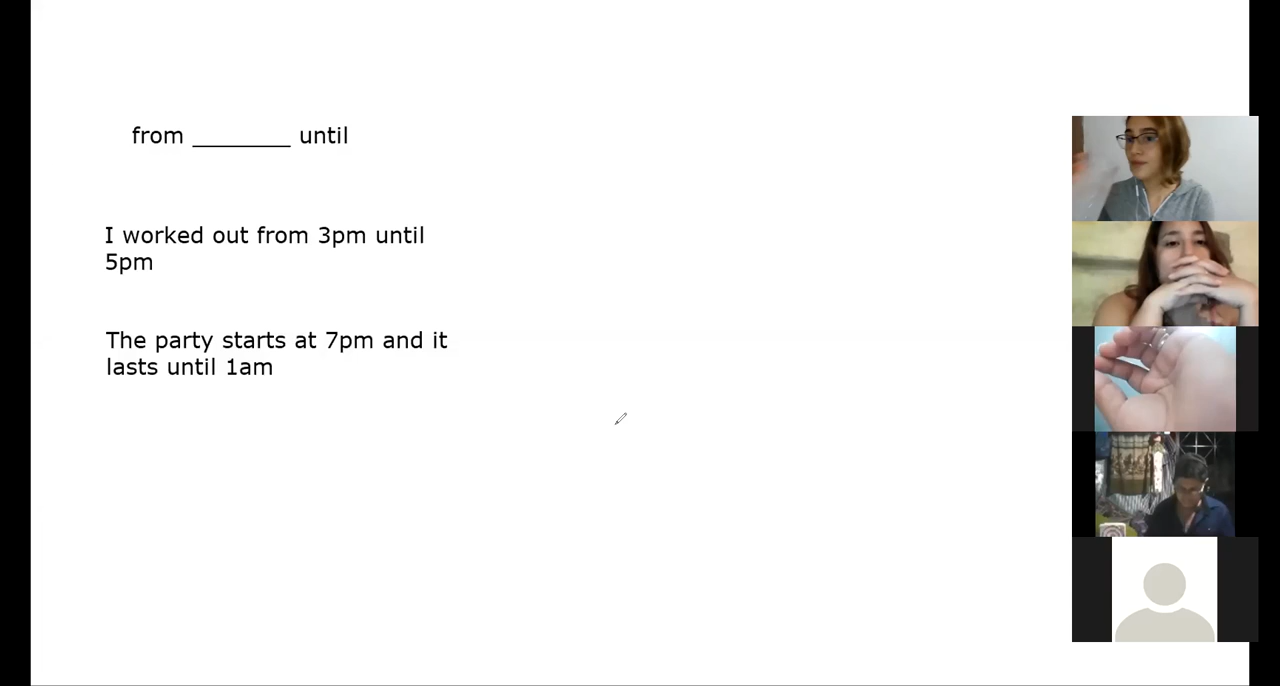 from ________ until
I worked out from 3pm until
5pm
The party starts at 7pm and it
lasts until 1am